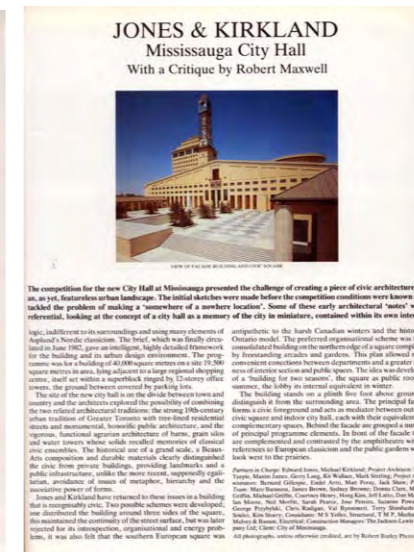 JONES & KIRKLAND
Mississauga City Hall
With a Critique by Robert Maxwell
VIEW OF FACADE BUILDING AND CIVIC SQUARE
The competition for the new City Hall at Mississauga presented the challenge of creating a piece of civic architecture
an, as yet, featureless urban landscape. The initial sketches were made before the competition conditions were known
tackled the problem of making a 'somewhere of a nowhere location'. Some of these early architectural 'notes' w
referential, looking at the concept of a city hall as a memory of the city in miniature, contained within its own inter
logic, indifferent to its surroundings and using many elements of
Asplund's Nordic classicism. The brief, which was finally circu-
lated in June 1982, gave an intelligent, highly detailed framework
for the building and its urban design environment. The prog-
ramme was for a building of 40,000 square metres on a site 19,500
square metres in area, lying adjacent to a large regional shopping
centre, itself set within a superblock ringed by 12-storey office
towers, the ground between covered by parking lots.
The site of the new city hall is on the divide between town and
country and the architects explored the possibility of combining
the two related architectural traditions: the strong 19th-century
urban tradition of Greater Toronto with tree-lined residential
streets and monumental, honorific public architecture, and the
vigorous, functional agrarian architecture of barns, grain silos
and water towers whose solids recalled memories of classical
civic ensembles. The historical use of a grand scale, a Beaux-
Arts composition and durable materials clearly distinguished
the civic from private buildings, providing landmarks and a
public infrastructure, unlike the more recent, supposedly egali-
tarian, avoidance of issues of metaphor, hierarchy and the
associative power of forms.
Jones and Kirkland have returned to these issues in a building
that is recognisably civic. Two possible schemes were developed;
one distributed the building around three sides of the square,
this maintained the continuity of the street surface, but was later
rejected for its introspection, organisational and energy prob-
lems, it was also felt that the southern European square was
antipathetic to the harsh Canadian winters and the histo
Ontario model. The preferred organisational scheme was
consolidated building on the northern edge of a square compl
by freestanding arcades and gardens. This plan allowed
convenient connections between departments and a greater
ness of interior section and public spaces. The idea was develo
of a 'building for two seasons', the square as public roo
summer, the lobby its internal equivalent in winter.
The building stands on a plinth five foot above groun
distinguish it from the surrounding area. The principal fa
forms a civic foreground and acts as mediator between out
civic square and indoor city hall, each with their equivalent
complementary spaces. Behind the facade are grouped a nu
of principal programme elements. In front of the facade
are complemented and contrasted by the amphitheatre wi
references to European classicism and the public gardens w
look west to the prairies.
Partners in Charge: Edward Jones, Michael Kirkland; Project Architects: